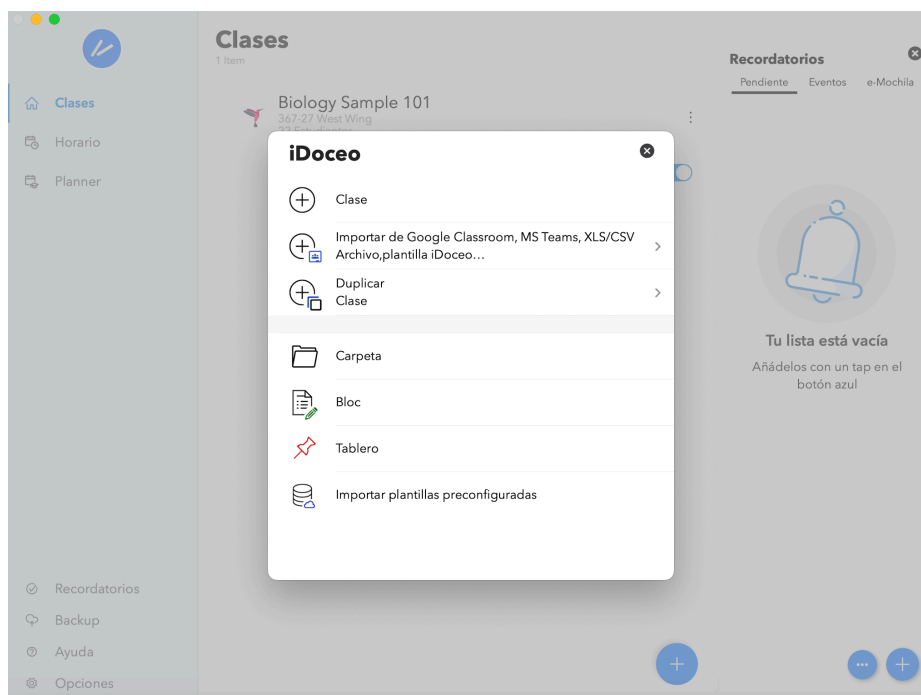 Clases
1 Item
Clases
Horario
Planner
Biology Sample 101
367-27 West Wing
22 Estudiantes
iDoceo
Clase
Importar de Google Classroom, MS Teams, XLS/CSV
Archivo,plantilla iDoceo...
Duplicar
Clase
Carpeta
Bloc
Tablero
Importar plantillas preconfiguradas
Recordatorios
Pendiente Eventos e-Mochila
Tu lista está vacía
Añádelos con un tap en el
botón azul
Recordatorios
Backup
Ayuda
Opciones